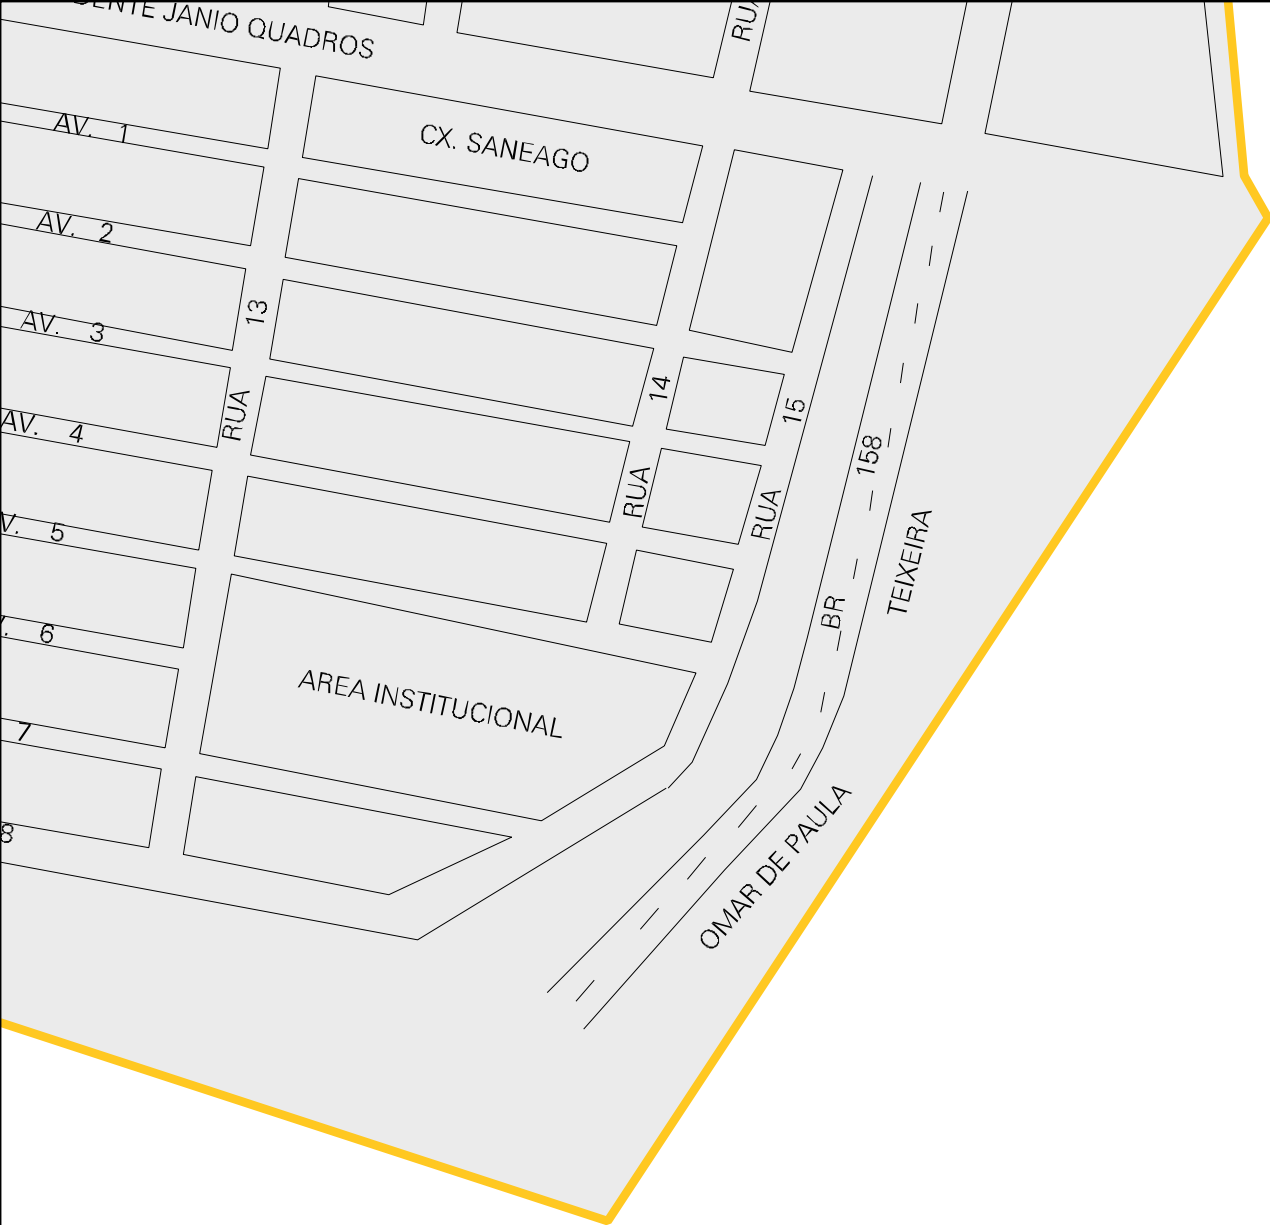 JANIO QUADROS
RUA
AV. 1
CX. SANEAGO
AV. 2
RUA 13
AV. 3
RUA 14
RUA 15
AV. 4
BR 158
5
TEIXEIRA
6
AREA INSTITUCIONAL
7
OMAR DE PAULA
8